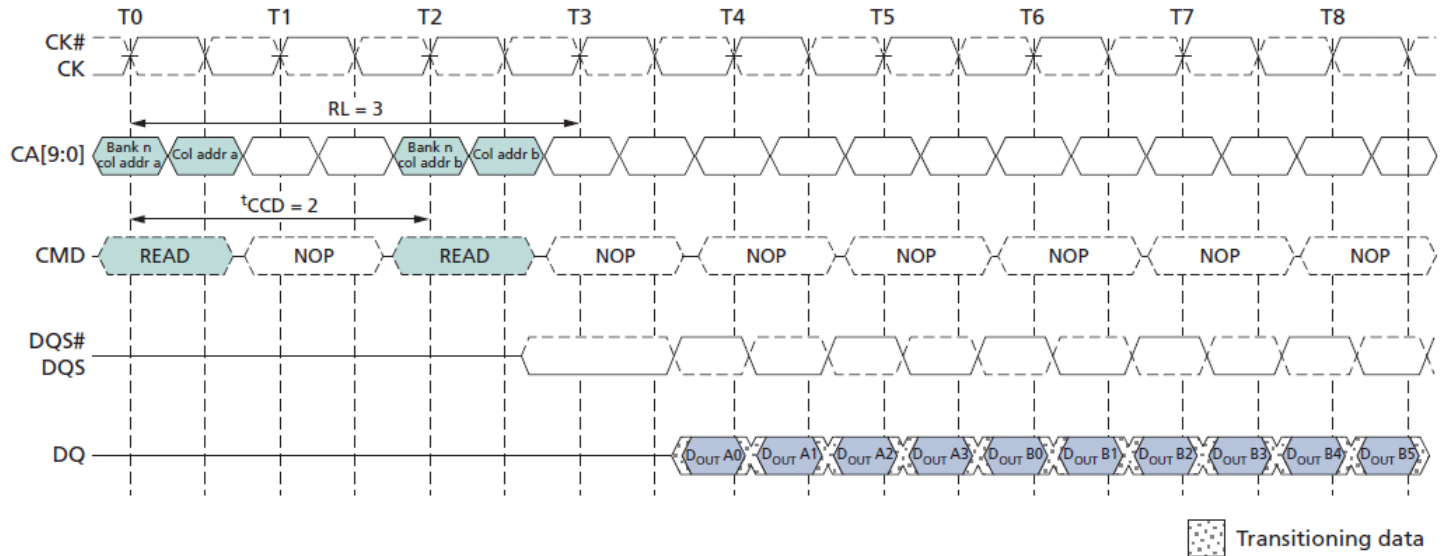 T0 T1 T2 T3 T4 T5 T6 T7 T8
CK#
CK
RL = 3
CA[9:0] Bank n col addr a Col addr a Bank n col addr b Col addr b
tCCD = 2
CMD READ NOP READ NOP NOP NOP NOP NOP NOP
DQS#
DQS
DQ DOUT A0 DOUT A1 DOUT A2 DOUT A3 DOUT B0 DOUT B1 DOUT B2 DOUT B3 DOUT B4 DOUT B5
Transitioning data